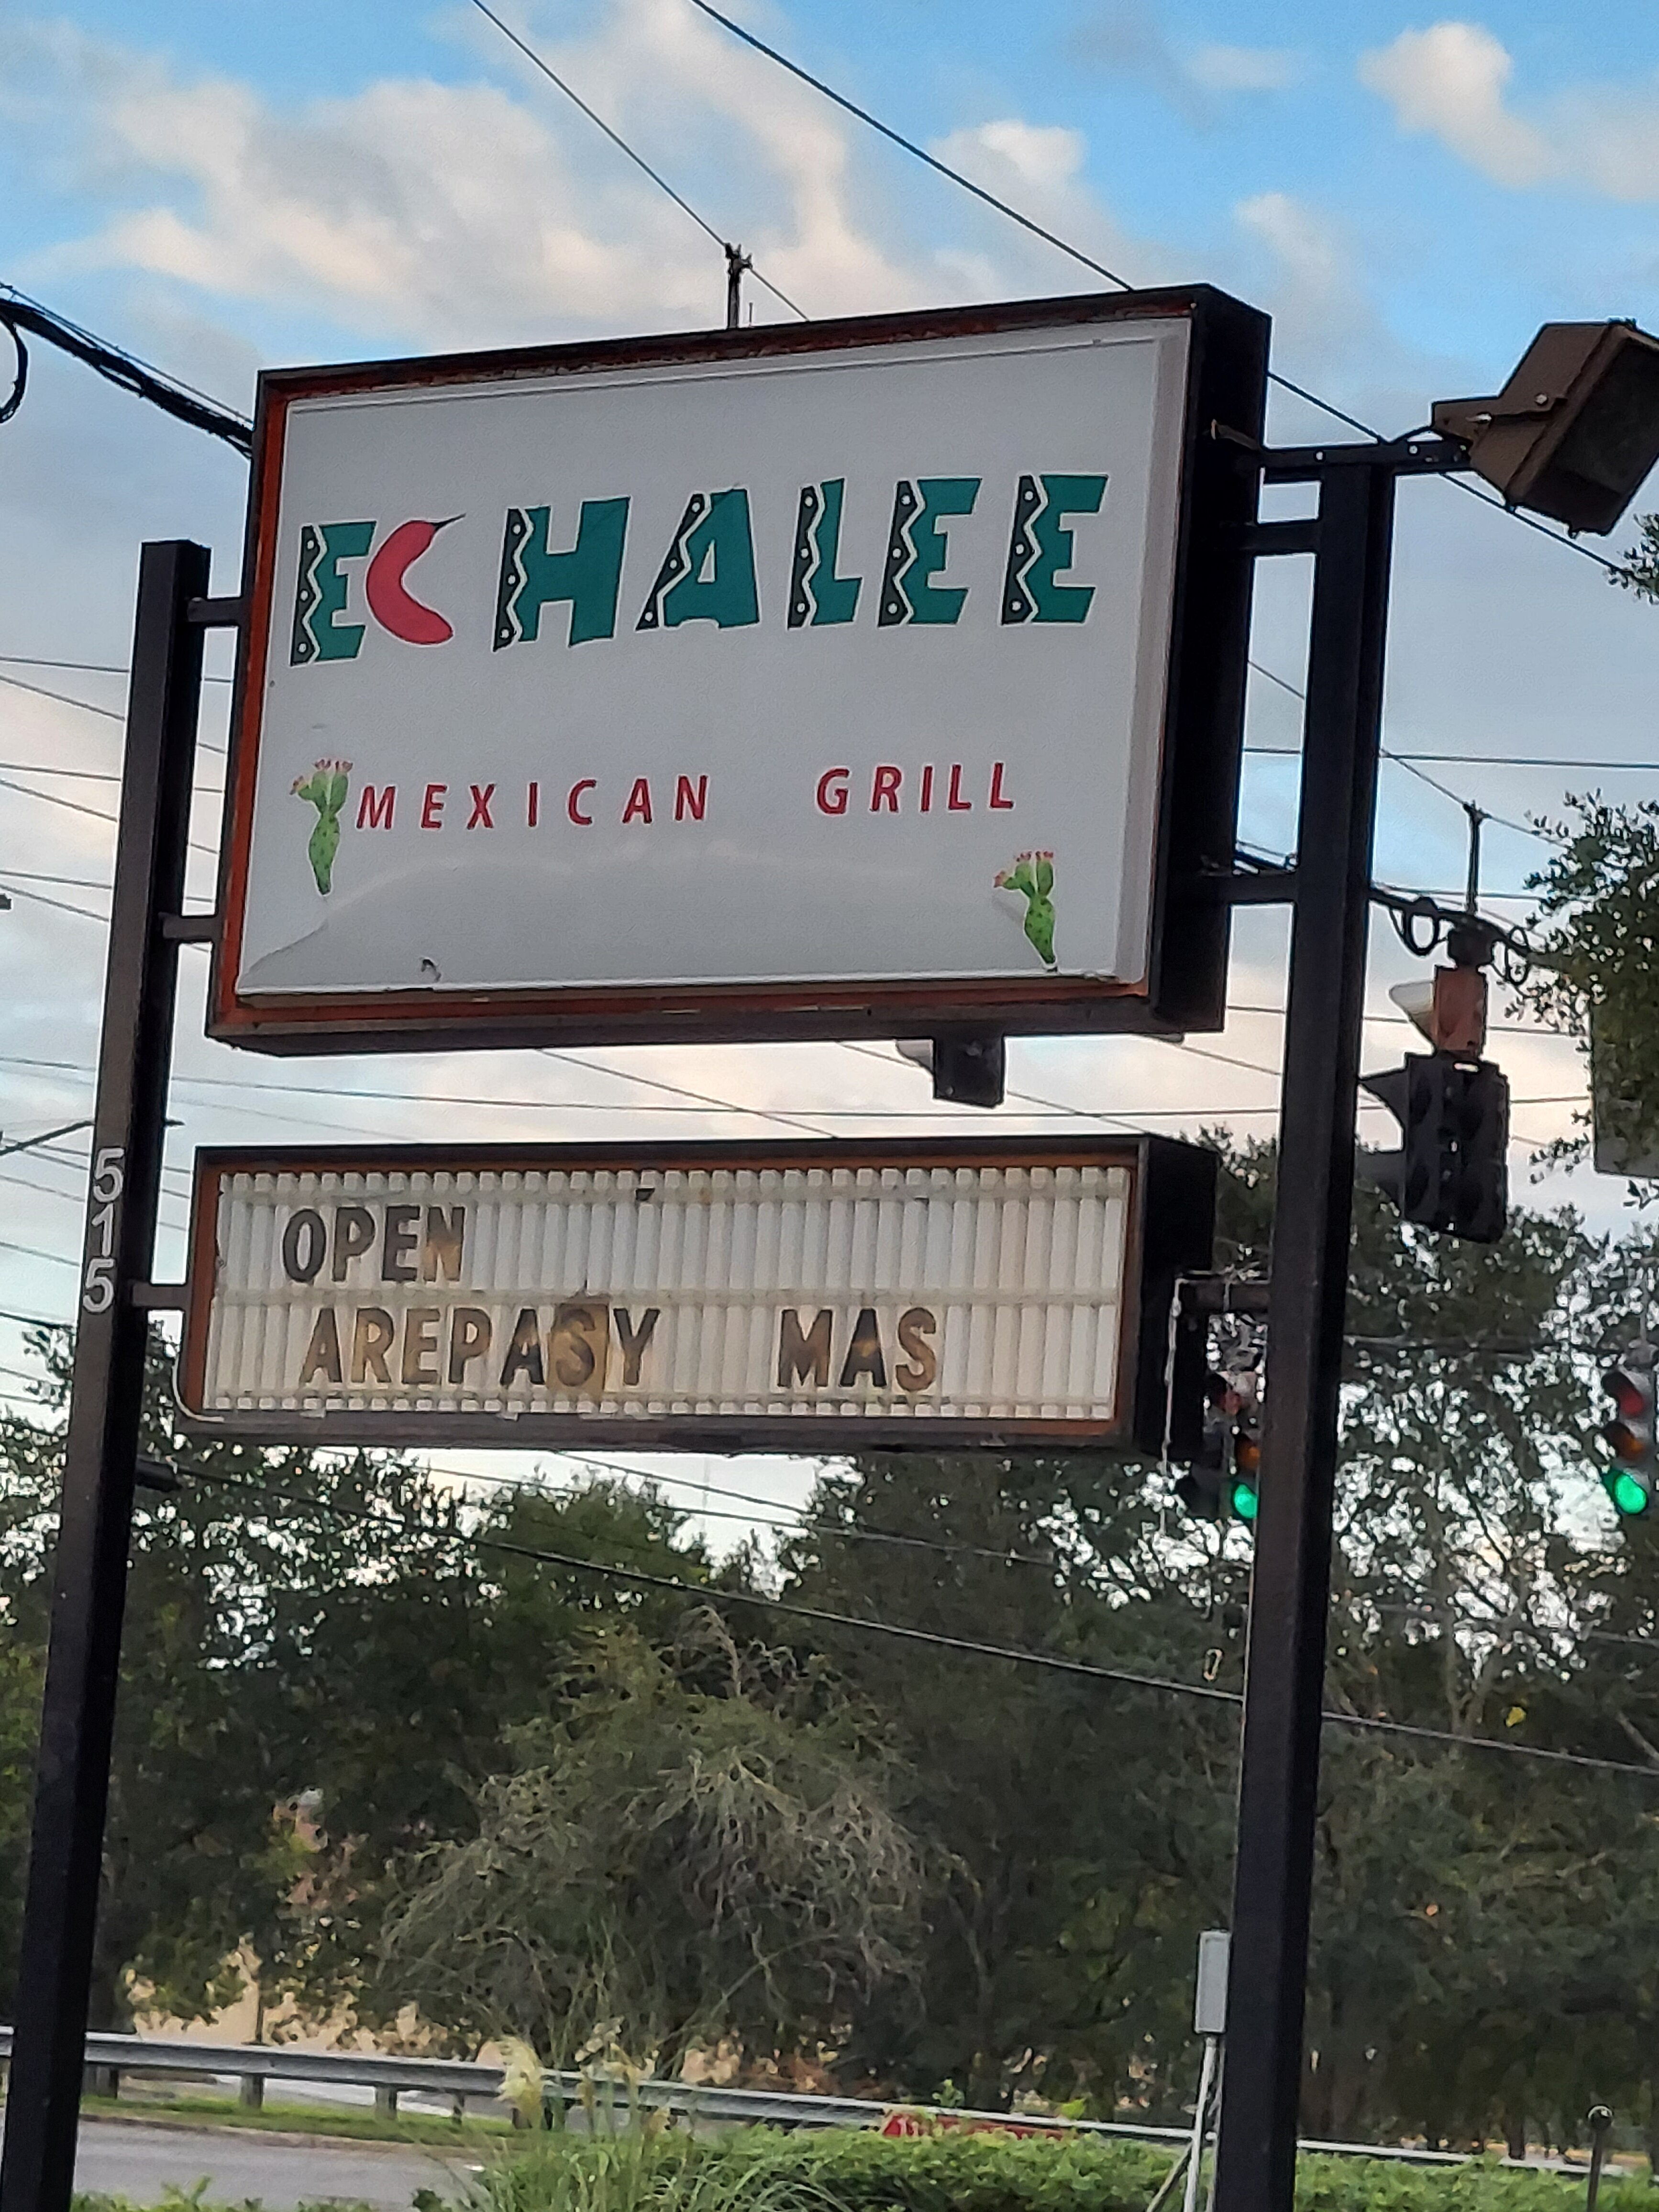 ECHALEE
MEXICAN GRILL
515
OPEN
AREPASY MAS